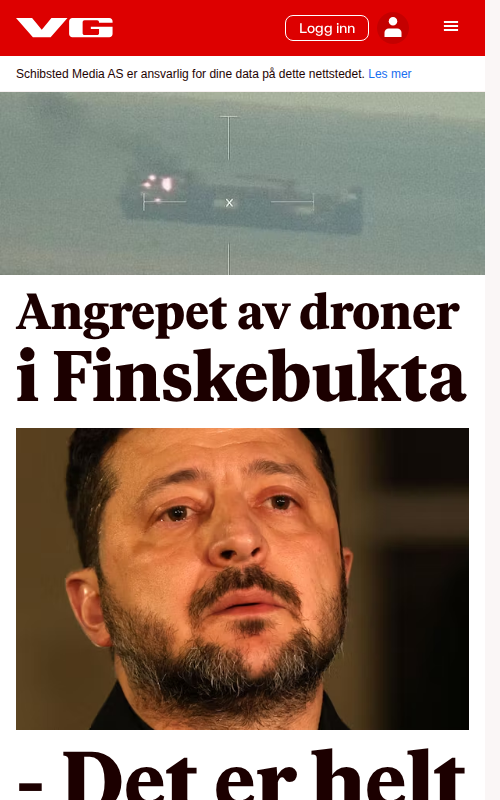 VG
Logg inn
Schibsted Media AS er ansvarlig for dine data på dette nettstedet. Les mer
x
Angrepet av droner
i Finskebukta
- Det er helt